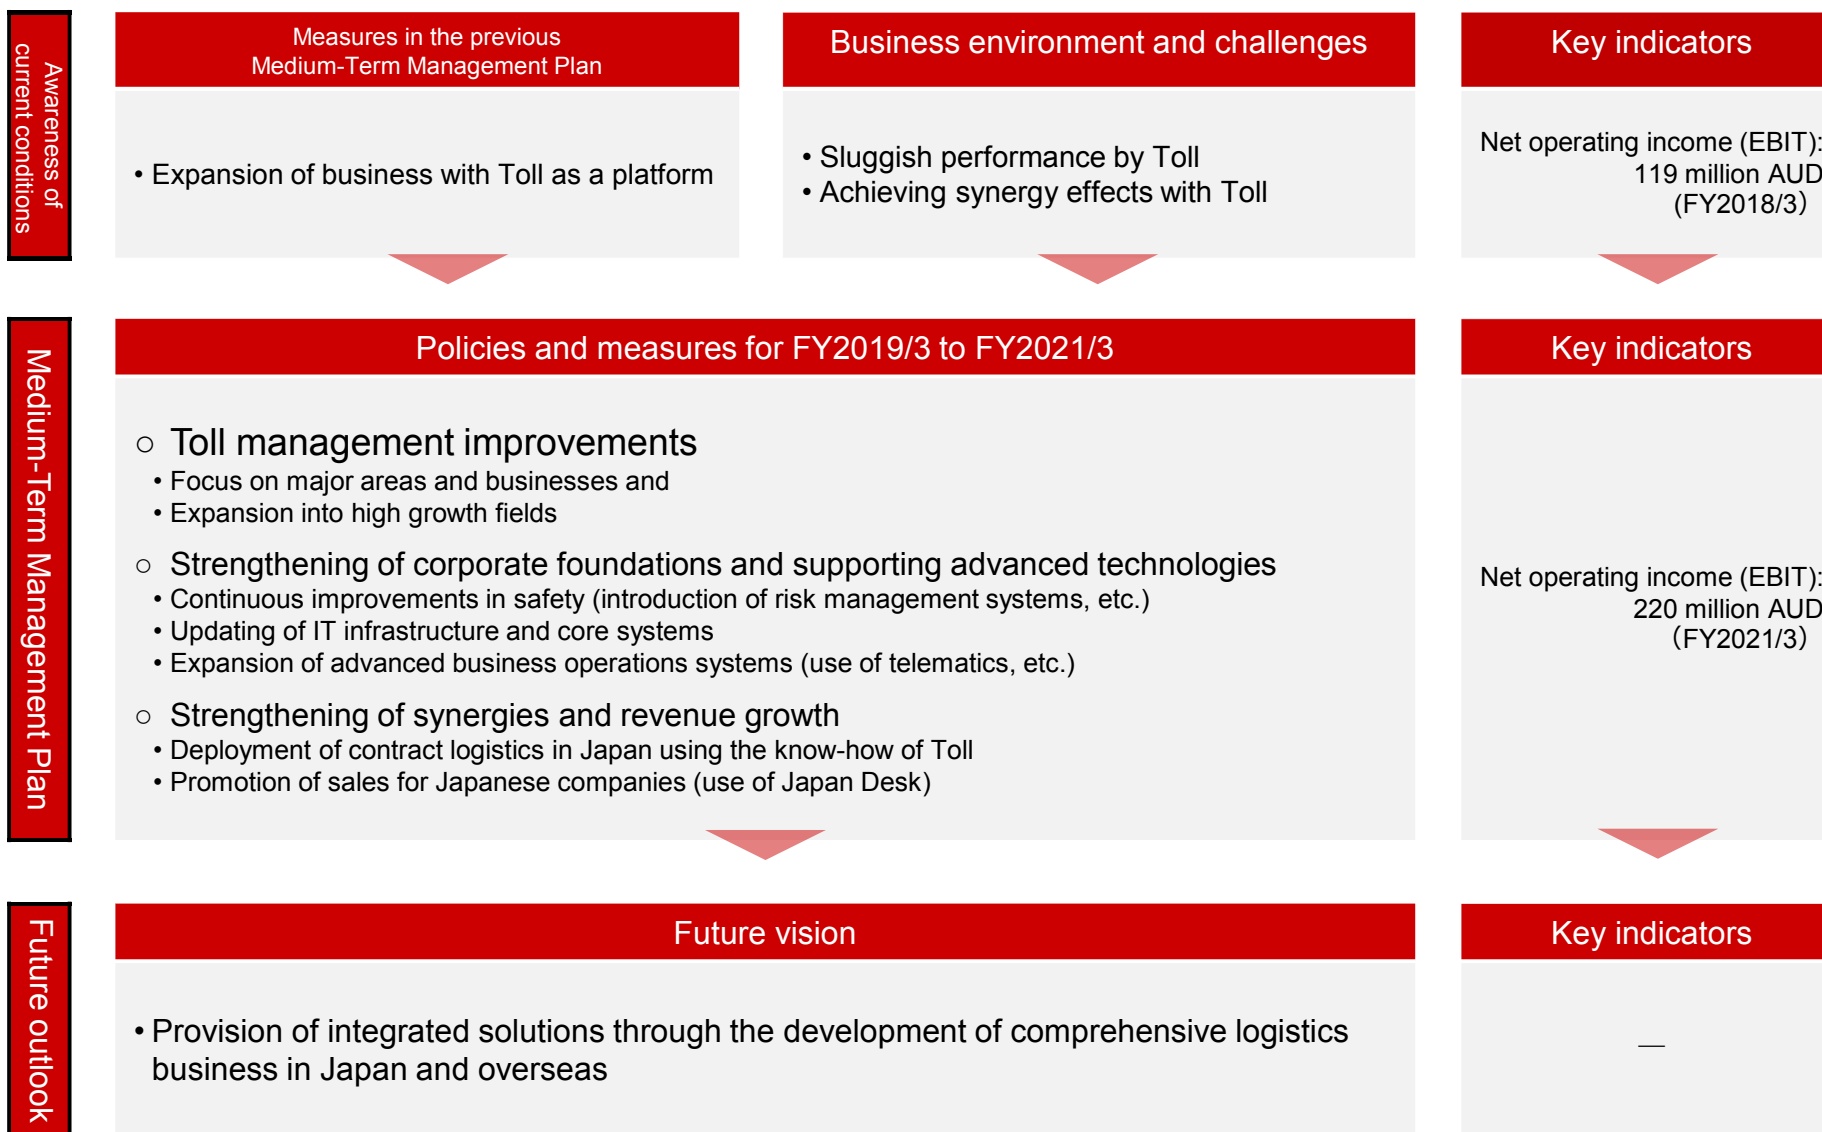 Awareness of
current conditions
Measures in the previous
Medium-Term Management Plan
• Expansion of business with Toll as a platform
Business environment and challenges
• Sluggish performance by Toll
• Achieving synergy effects with Toll
Key indicators
Net operating income (EBIT):
119 million AUD
(FY2018/3）
Medium-Term Management Plan
Policies and measures for FY2019/3 to FY2021/3
○ Toll management improvements
• Focus on major areas and businesses and
• Expansion into high growth fields
○ Strengthening of corporate foundations and supporting advanced technologies
• Continuous improvements in safety (introduction of risk management systems, etc.)
• Updating of IT infrastructure and core systems
• Expansion of advanced business operations systems (use of telematics, etc.)
○ Strengthening of synergies and revenue growth
• Deployment of contract logistics in Japan using the know-how of Toll
• Promotion of sales for Japanese companies (use of Japan Desk)
Key indicators
Net operating income (EBIT):
220 million AUD
（FY2021/3）
Future outlook
Future vision
• Provision of integrated solutions through the development of comprehensive logistics
business in Japan and overseas
Key indicators
―